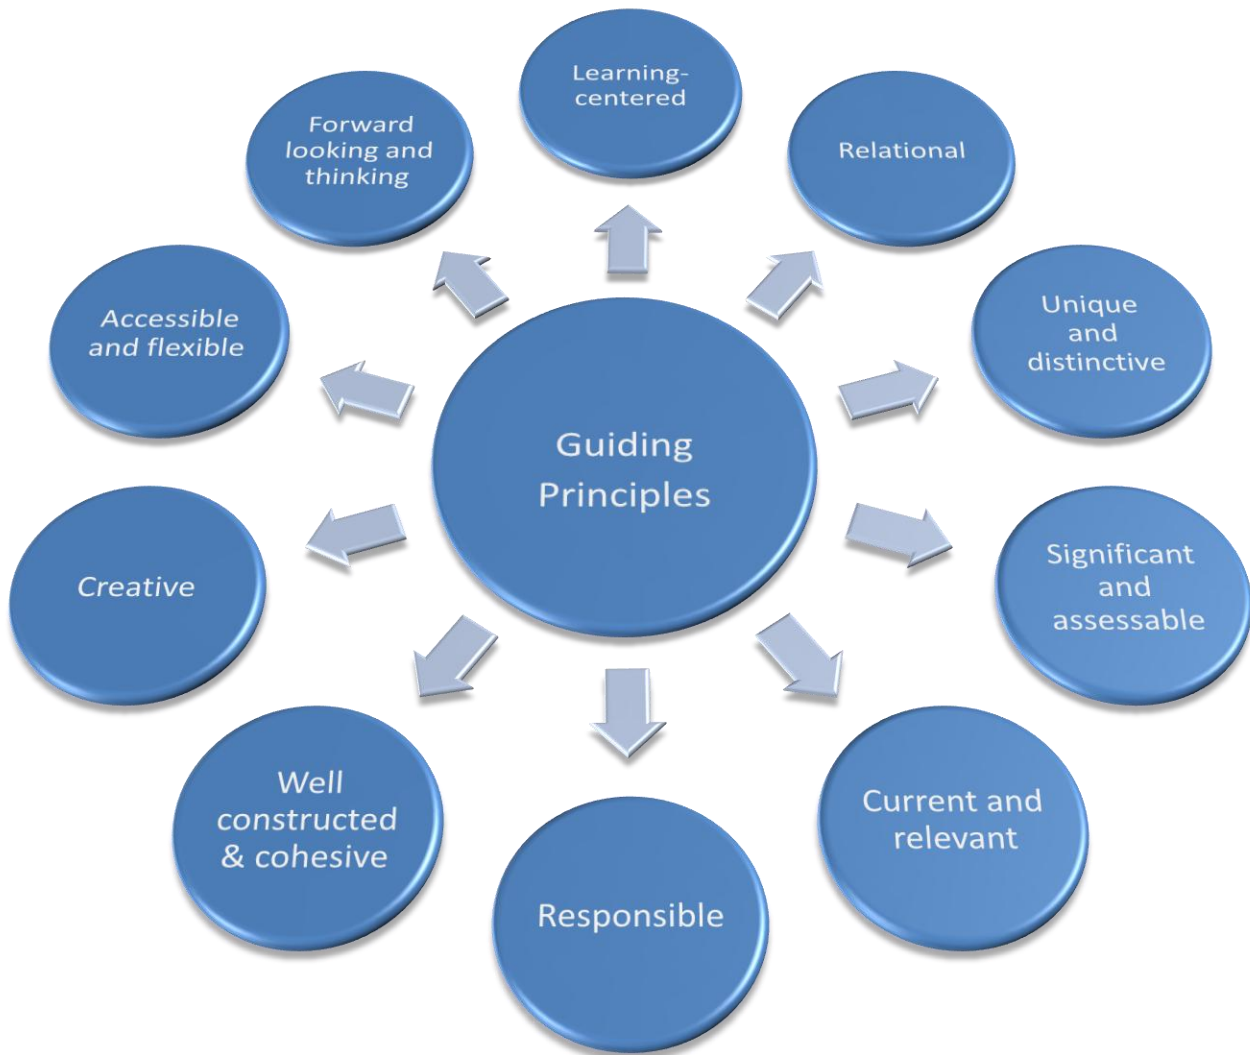 Learning-
centered
Relational
Unique
and
distinctive
Significant
and
assessable
Current and
relevant
Responsible
Well
constructed
& cohesive
Creative
Accessible
and flexible
Forward
looking and
thinking
Guiding
Principles